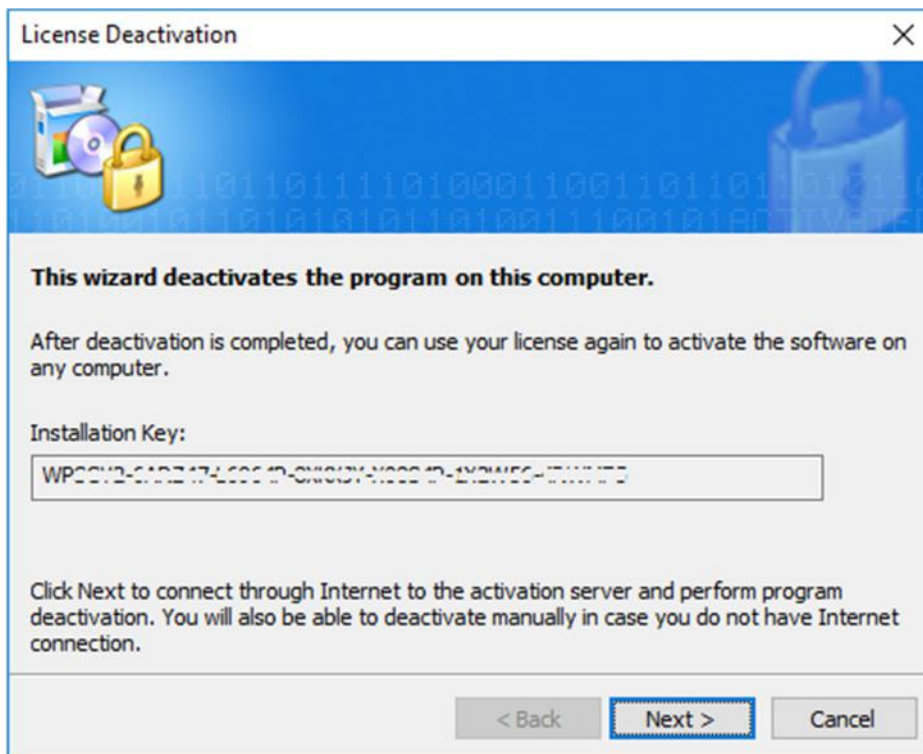 License Deactivation
This wizard deactivates the program on this computer.
After deactivation is completed, you can use your license again to activate the software on
any computer.
Installation Key:
Click Next to connect through Internet to the activation server and perform program
deactivation. You will also be able to deactivate manually in case you do not have Internet
connection.
< Back
Next >
Cancel